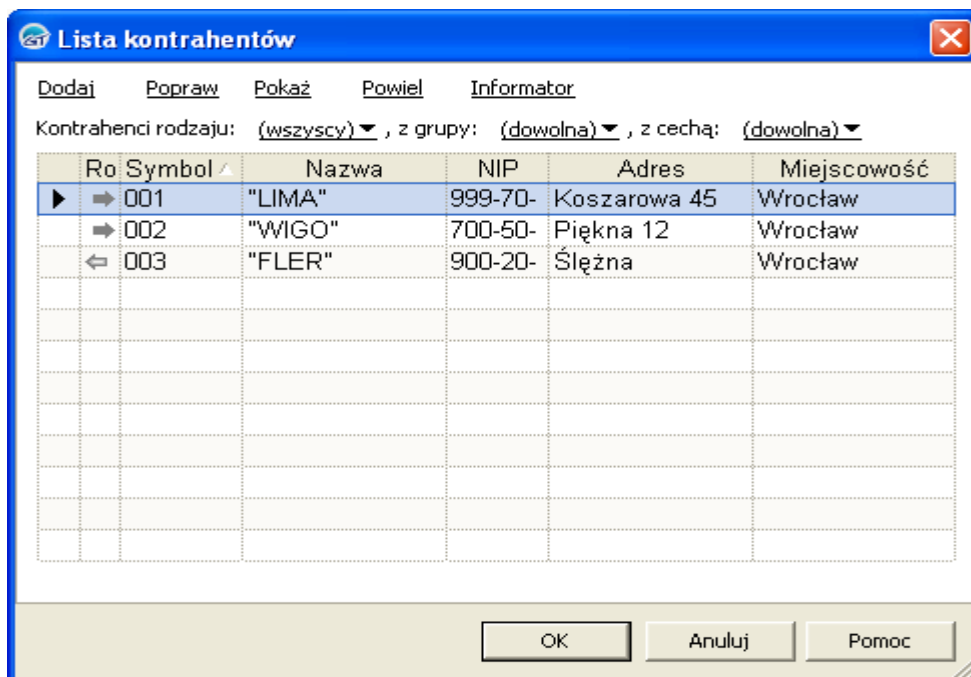 Lista kontrahentów
Dodaj Popraw Pokaż Powiel Informator
Kontrahenci rodzaju: (wszyscy) , z grupy: (dowolna) , z cechą: (dowolna)
Ro Symbol Nazwa NIP Adres Miejscowość
001 "LIMA" 999-70- Koszarowa 45 Wrocław
002 "WIGO" 700-50- Piękna 12 Wrocław
003 "FLER" 900-20- Ślężna Wrocław
OK Anuluj Pomoc